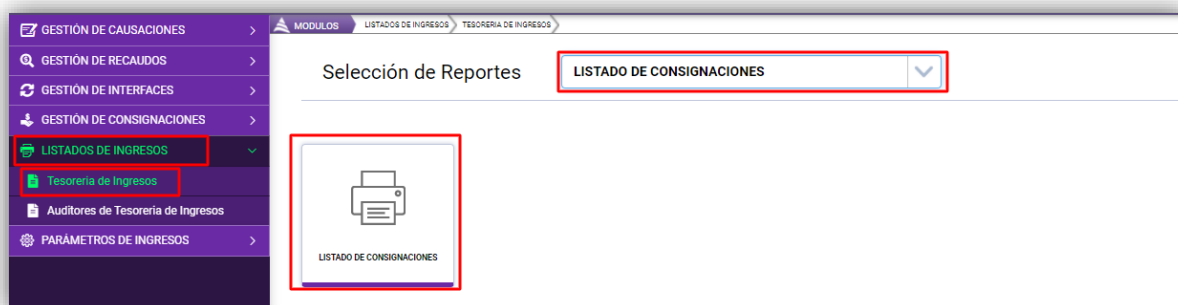 GESTIÓN DE CAUSACIONES
GESTIÓN DE RECAUDOS
GESTIÓN DE INTERFACES
GESTIÓN DE CONSIGNACIONES
LISTADOS DE INGRESOS
Tesoreria de Ingresos
Auditores de Tesoreria de Ingresos
PARÁMETROS DE INGRESOS
MODULOS LISTADOS DE INGRESOS TESORERIA DE INGRESOS
Selección de Reportes LISTADO DE CONSIGNACIONES
LISTADO DE CONSIGNACIONES